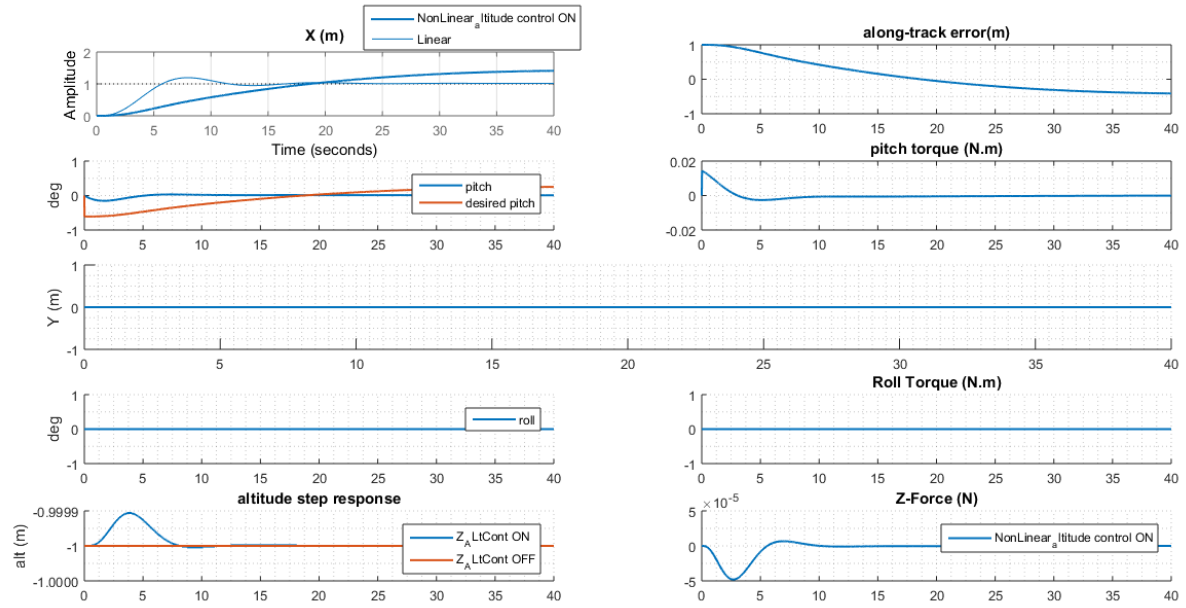 NonLinear_altitude control ON
Linear
X (m)
2
1
0
Amplitude
0 5 10 15 20 25 30 35 40
Time (seconds)
along-track error(m)
1
0
-1
0 5 10 15 20 25 30 35 40
1
0
-1
deg
pitch
desired pitch
0 5 10 15 20 25 30 35 40
pitch torque (N.m)
0.02
0
-0.02
0 5 10 15 20 25 30 35 40
1
0
-1
Y (m)
0 5 10 15 20 25 30 35 40
1
0
-1
deg
roll
0 5 10 15 20 25 30 35 40
Roll Torque (N.m)
1
0
-1
0 5 10 15 20 25 30 35 40
altitude step response
-0.9999
-1
-1.0000
alt (m)
Z_ALtCont ON
Z_ALtCont OFF
0 5 10 15 20 25 30 35 40
Z-Force (N)
× 10-5
5
0
-5
NonLinear_altitude control ON
0 5 10 15 20 25 30 35 40